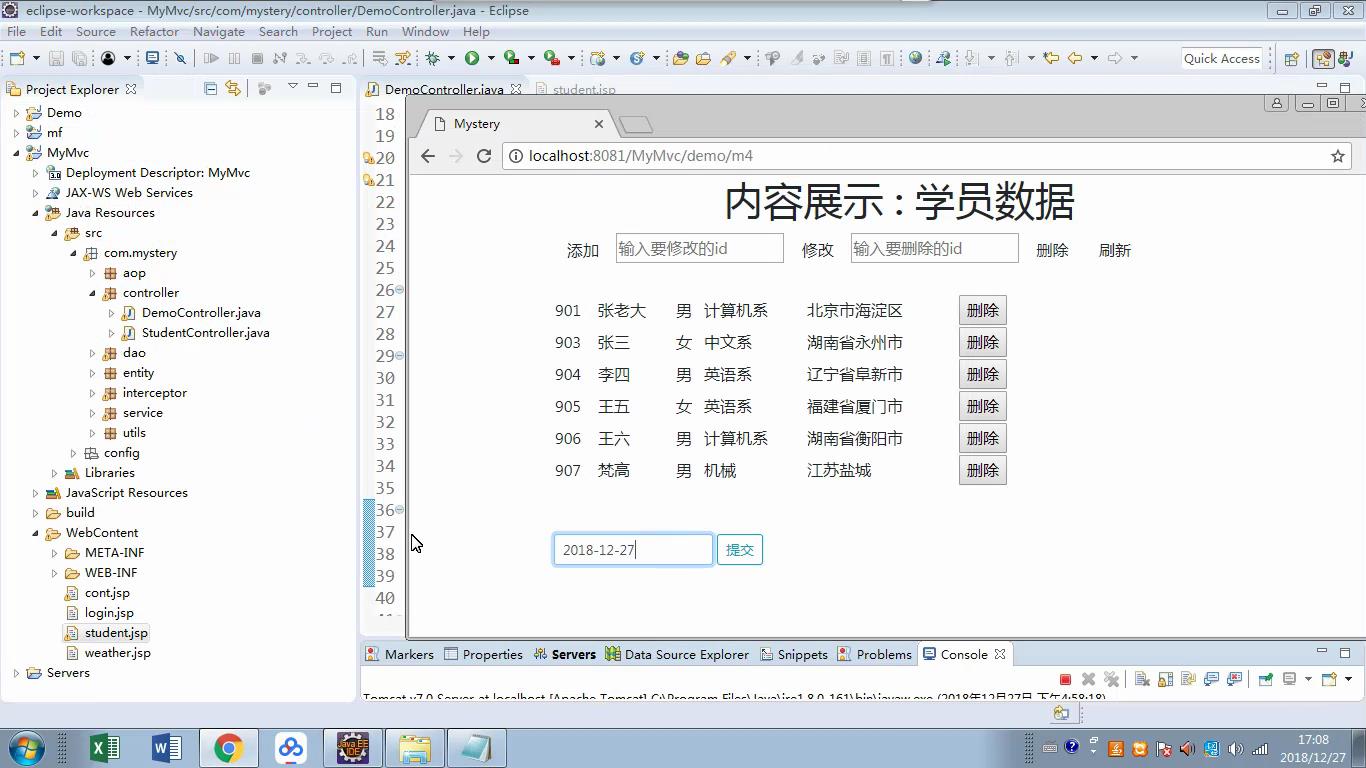 eclipse-workspace - MyMvc/src/com/mystery/controller/DemoController.java - Eclipse
File Edit Source Refactor Navigate Search Project Run Window Help
Quick Access
Project Explorer
Demo
mf
MyMvc
Deployment Descriptor: MyMvc
JAX-WS Web Services
Java Resources
src
com.mystery
aop
controller
DemoController.java
StudentController.java
dao
entity
interceptor
service
utils
config
Libraries
JavaScript Resources
build
WebContent
META-INF
WEB-INF
cont.jsp
login.jsp
student.jsp
weather.jsp
Servers
DemoController.java student.jsp
18
19
20
21
22
23
24
25
26
27
28
29
30
31
32
33
34
35
36
37
38
39
40
Mystery
localhost:8081/MyMvc/demo/m4
内容展示 : 学员数据
添加 输入要修改的id 修改 输入要删除的id 删除 刷新
901 张老大 男 计算机系 北京市海淀区 删除
903 张三 女 中文系 湖南省永州市 删除
904 李四 男 英语系 辽宁省阜新市 删除
905 王五 女 英语系 福建省厦门市 删除
906 王六 男 计算机系 湖南省衡阳市 删除
907 梵高 男 机械 江苏盐城 删除
2018-12-27 提交
Markers Properties Servers Data Source Explorer Snippets Problems Console
Tomcat v7.0 Server at localhost [Apache Tomcat] C:\Program Files\Java\jre1.8.0_161\bin\javaw.exe (2018年12月27日 下午4:58:18)
17:08
2018/12/27